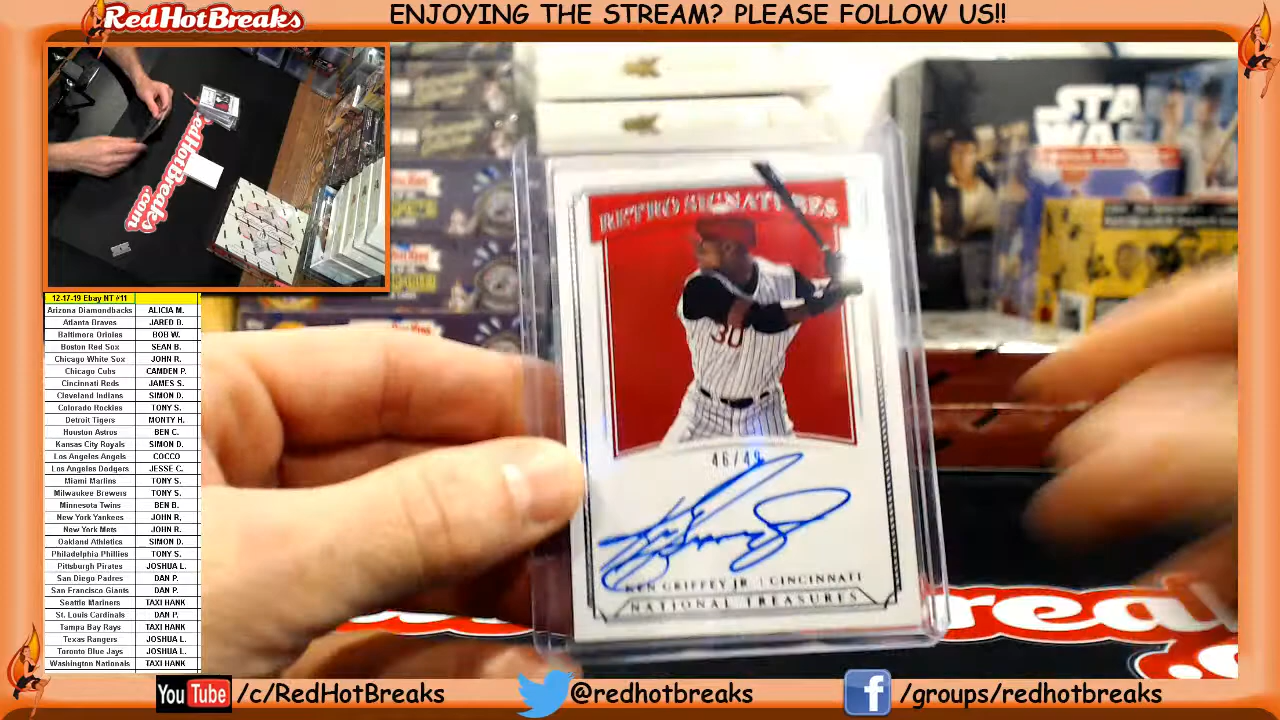 RedHotBreaks
ENJOYING THE STREAM? PLEASE FOLLOW US!!
RedHotBreaks
.com
12-17-19 Ebay NT #11
Arizona Diamondbacks ALICIA M.
Atlanta Braves JARED D.
Baltimore Orioles BOB W.
Boston Red Sox SEAN B.
Chicago White Sox JOHN R.
Chicago Cubs CAMDEN P.
Cincinnati Reds JAMES S.
Cleveland Indians SIMON D.
Colorado Rockies TONY S.
Detroit Tigers MONTY H.
Houston Astros BEN C.
Kansas City Royals SIMON D.
Los Angeles Angels COCCO
Los Angeles Dodgers JESSE C.
Miami Marlins TONY S.
Milwaukee Brewers TONY S.
Minnesota Twins BEN B.
New York Yankees JOHN R,
New York Mets JOHN R.
Oakland Athletics SIMON D.
Philadelphia Phillies TONY S.
Pittsburgh Pirates JOSHUA L.
San Diego Padres DAN P.
San Francisco Giants DAN P.
Seattle Mariners TAXI HANK
St. Louis Cardinals DAN P.
Tampa Bay Rays TAXI HANK
Texas Rangers JOSHUA L.
Toronto Blue Jays JOSHUA L.
Washington Nationals TAXI HANK
STAR
WARS
RETRO SIGNATURES
30
46/49
KEN GRIFFEY JR. | CINCINNATI
NATIONAL TREASURES
YouTube /c/RedHotBreaks
@redhotbreaks
f /groups/redhotbreaks